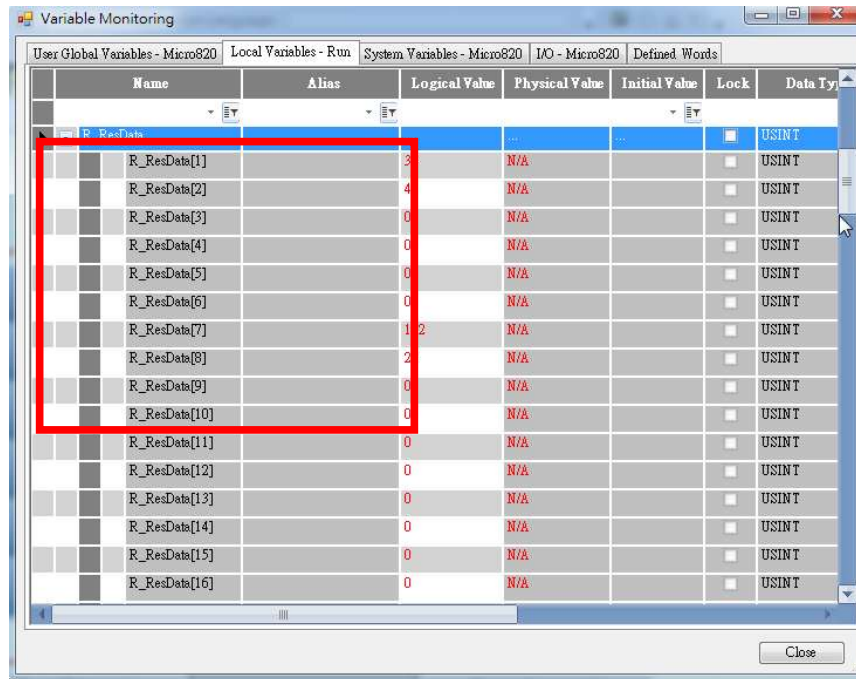 Variable Monitoring
User Global Variables - Micro820 Local Variables - Run System Variables - Micro820 I/O - Micro820 Defined Words
Name Alias Logical Value Physical Value Initial Value Lock Data Ty
R_ResData ... ... USINT
R_ResData[1] 3 N/A USINT
R_ResData[2] 4 N/A USINT
R_ResData[3] 0 N/A USINT
R_ResData[4] 0 N/A USINT
R_ResData[5] 0 N/A USINT
R_ResData[6] 0 N/A USINT
R_ResData[7] N/A USINT
R_ResData[8] 2 N/A USINT
R_ResData[9] 0 N/A USINT
R_ResData[10] 0 N/A USINT
R_ResData[11] 0 N/A USINT
R_ResData[12] 0 N/A USINT
R_ResData[13] 0 N/A USINT
R_ResData[14] 0 N/A USINT
R_ResData[15] 0 N/A USINT
R_ResData[16] 0 N/A USINT
Close